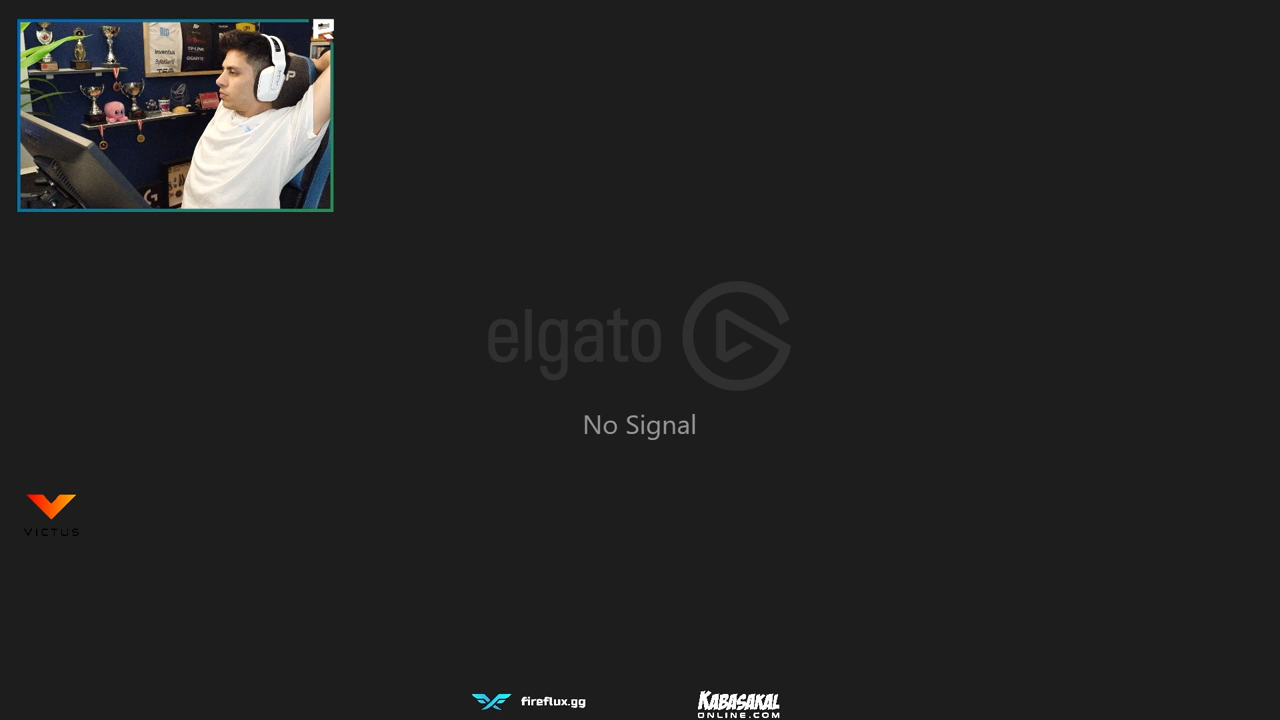 elgato
No Signal
VICTUS
fireflux.gg
KABASAKAL
ONLINE.COM